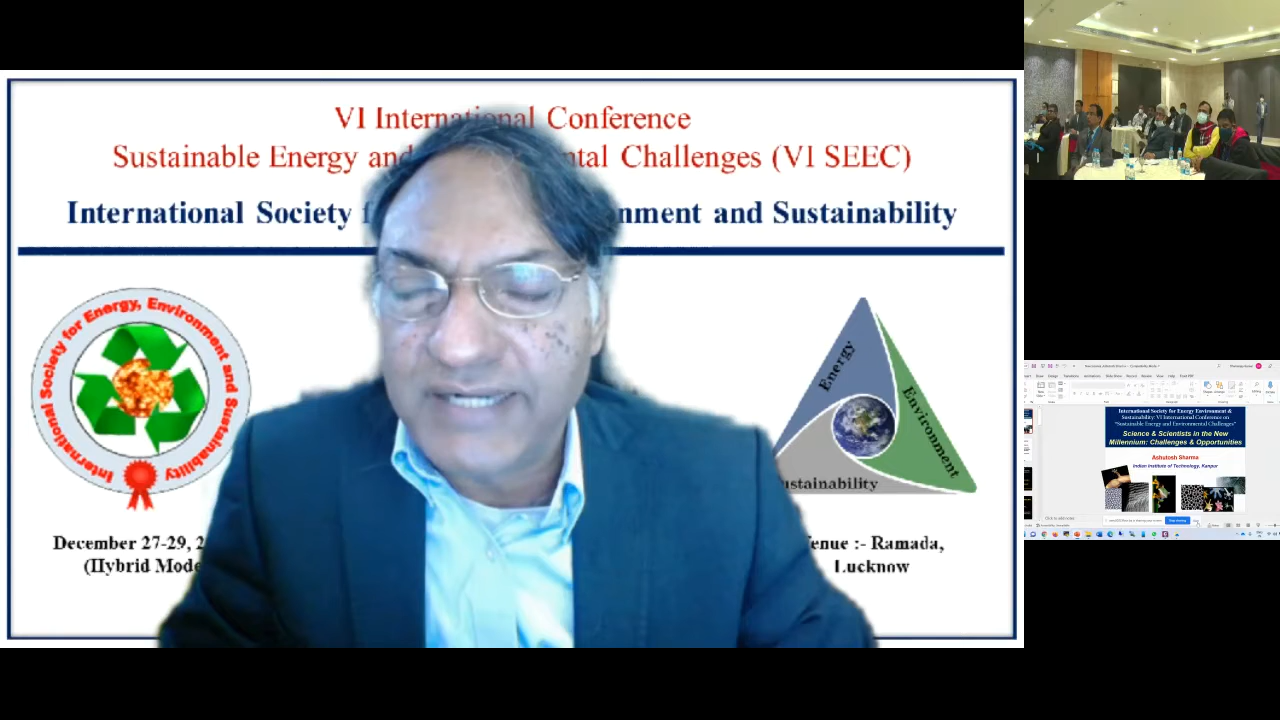 VI International Conference
Sustainable Energy and ntal Challenges (VI SEEC)
International Society f nment and Sustainability
International Society for Energy, Environment and Sustainability
Energy
Environment
ustainability
December 27-29, 2
(Hybrid Mode
enue :- Ramada,
Lucknow
International Society for Energy Environment &
Sustainability: VI International Conference on
"Sustainable Energy and Environmental Challenges"
Science & Scientists in the New
Millennium: Challenges & Opportunities
Ashutosh Sharma
Indian Institute of Technology, Kanpur